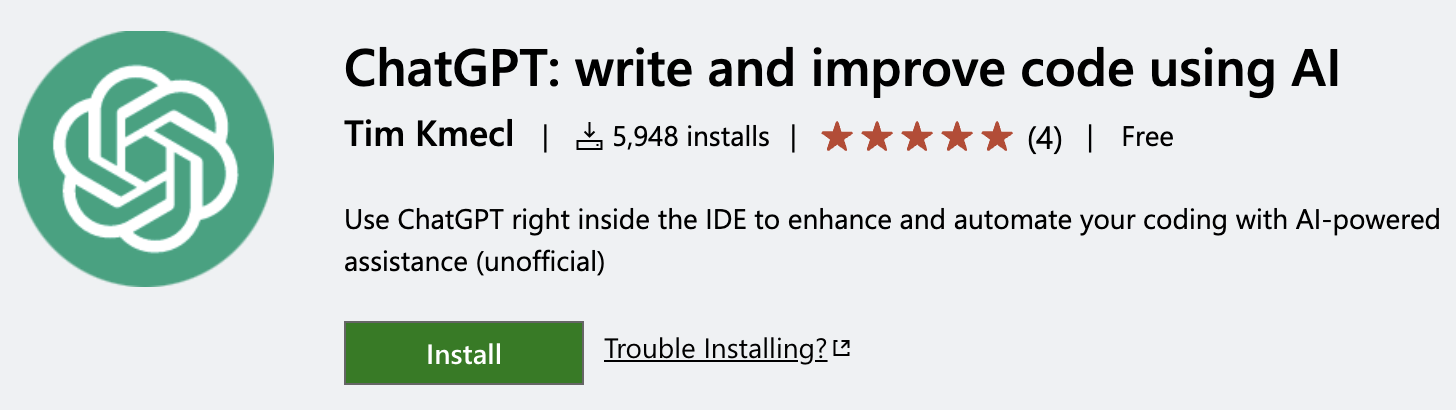 ChatGPT: write and improve code using AI
Tim Kmecl | 5,948 installs | (4) | Free
Use ChatGPT right inside the IDE to enhance and automate your coding with AI-powered
assistance (unofficial)
Install Trouble Installing?